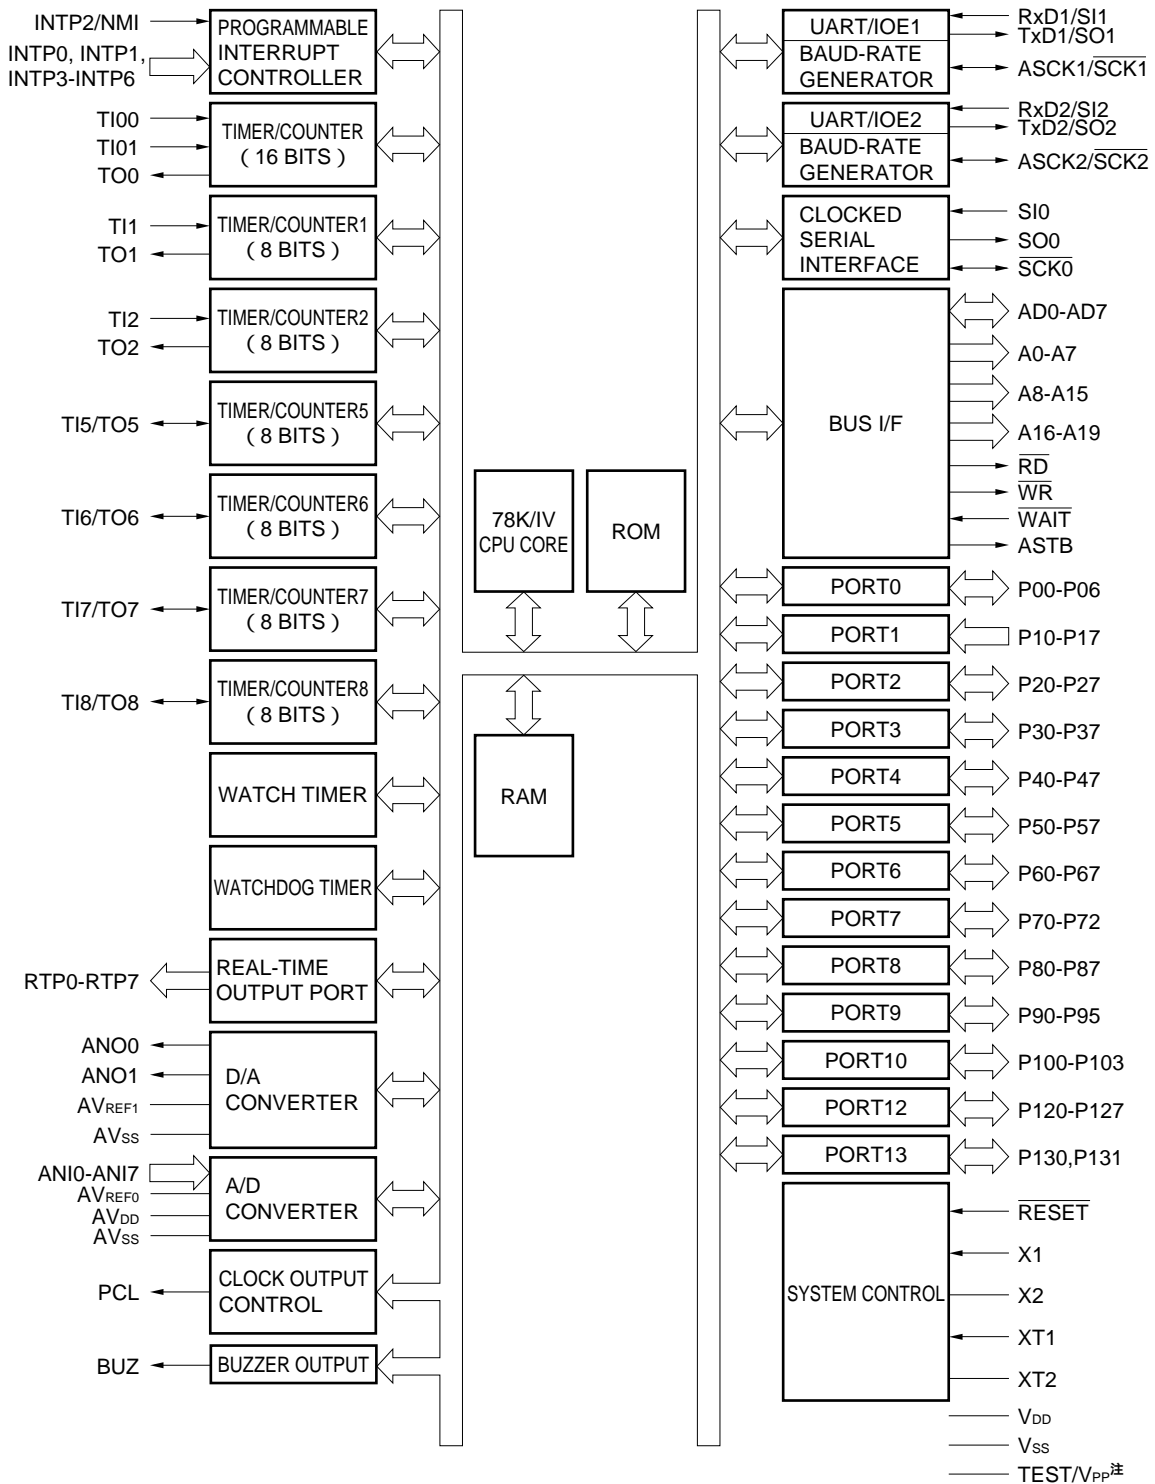 INTP2/NMI
INTP0, INTP1,
INTP3-INTP6
PROGRAMMABLE
INTERRUPT
CONTROLLER
TI00
TI01
TO0
TIMER/COUNTER
( 16 BITS )
TI1
TO1
TIMER/COUNTER1
( 8 BITS )
TI2
TO2
TIMER/COUNTER2
( 8 BITS )
TI5/TO5
TIMER/COUNTER5
( 8 BITS )
TI6/TO6
TIMER/COUNTER6
( 8 BITS )
TI7/TO7
TIMER/COUNTER7
( 8 BITS )
TI8/TO8
TIMER/COUNTER8
( 8 BITS )
WATCH TIMER
WATCHDOG TIMER
RTP0-RTP7
REAL-TIME
OUTPUT PORT
ANO0
ANO1
AVREF1
AVSS
D/A
CONVERTER
ANI0-ANI7
AVREF0
AVDD
AVSS
A/D
CONVERTER
PCL
CLOCK OUTPUT
CONTROL
BUZ
BUZZER OUTPUT
78K/IV
CPU CORE
ROM
RAM
UART/IOE1
BAUD-RATE
GENERATOR
RxD1/SI1
TxD1/SO1
ASCK1/SCK1
UART/IOE2
BAUD-RATE
GENERATOR
RxD2/SI2
TxD2/SO2
ASCK2/SCK2
CLOCKED
SERIAL
INTERFACE
SI0
SO0
SCK0
BUS I/F
AD0-AD7
A0-A7
A8-A15
A16-A19
RD
WR
WAIT
ASTB
PORT0
P00-P06
PORT1
P10-P17
PORT2
P20-P27
PORT3
P30-P37
PORT4
P40-P47
PORT5
P50-P57
PORT6
P60-P67
PORT7
P70-P72
PORT8
P80-P87
PORT9
P90-P95
PORT10
P100-P103
PORT12
P120-P127
PORT13
P130,P131
SYSTEM CONTROL
RESET
X1
X2
XT1
XT2
VDD
VSS
TEST/VPP注